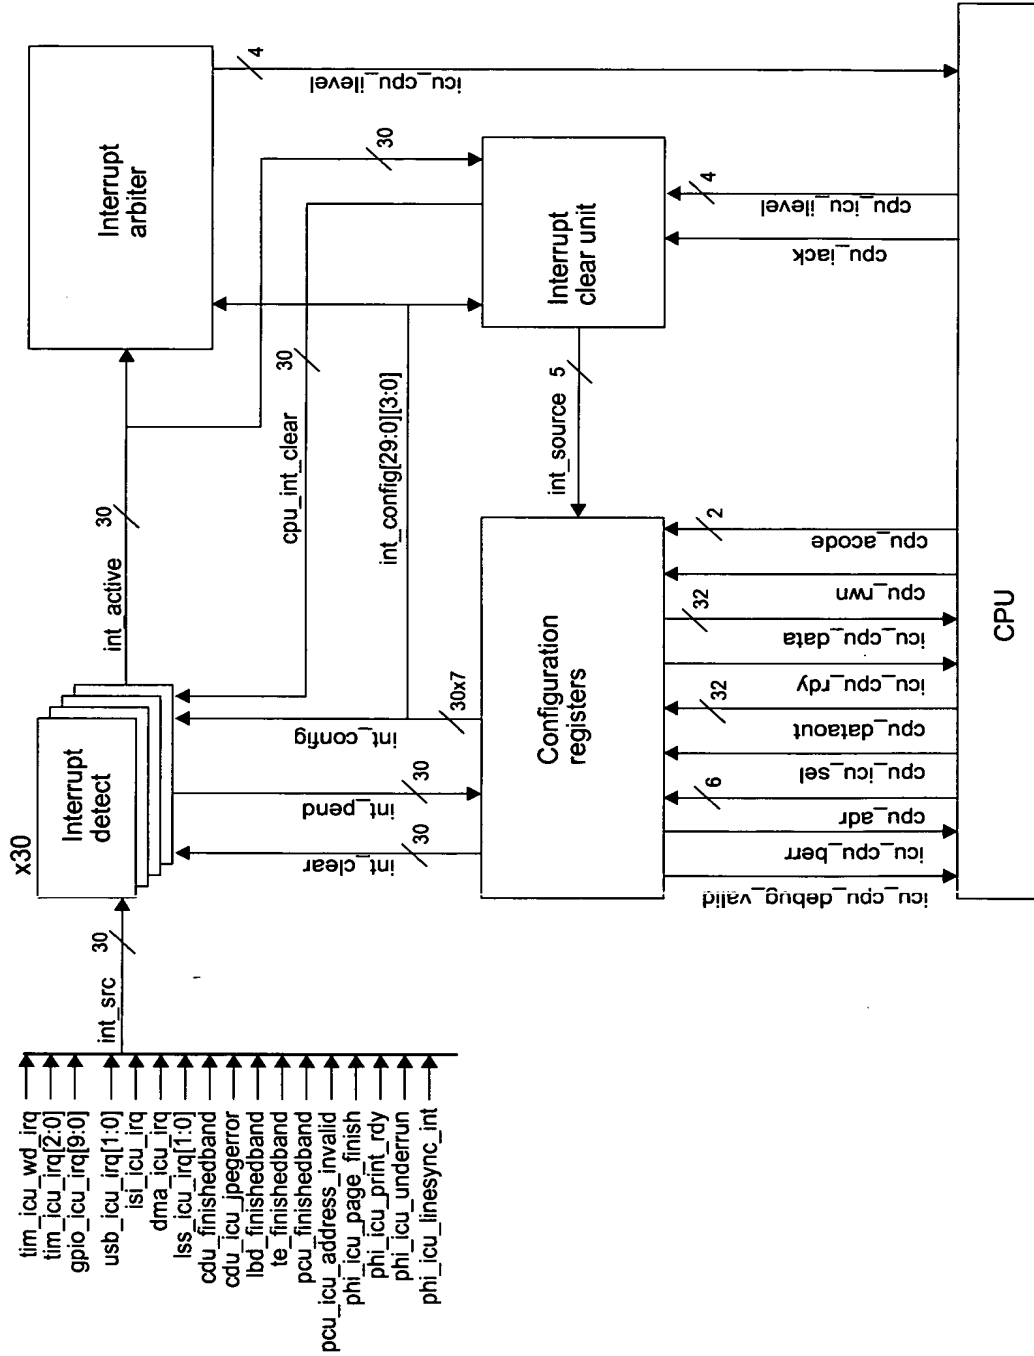 tim_icu_wd_irq
tim_icu_irq[2:0]
gpio_icu_irq[9:0]
usb_icu_irq[1:0]
isi_icu_irq
dma_icu_irq
lss_icu_irq[1:0]
cdu_finishedband
cdu_icu_jpegerror
lbd_finishedband
te_finishedband
pcu_finishedband
pcu_icu_address_invalid
phi_icu_page_finish
phi_icu_print_rdy
phi_icu_underrun
phi_icu_linesync_int
int_src
30
x30
Interrupt
detect
int_active
30
Interrupt
arbiter
4
icu_cpu_ilevel
30
cpu_int_clear
30
int_config[29:0][3:0]
int_clear
30
int_pend
30
int_config
30x7
Configuration
registers
int_source
5
Interrupt
clear unit
cpu_iack
cpu_icu_ilevel
4
icu_cpu_debug_valid
icu_cpu_berr
cpu_adr
6
cpu_icu_sel
cpu_dataout
32
icu_cpu_rdy
icu_cpu_data
32
cpu_rwn
cpu_acode
2
CPU